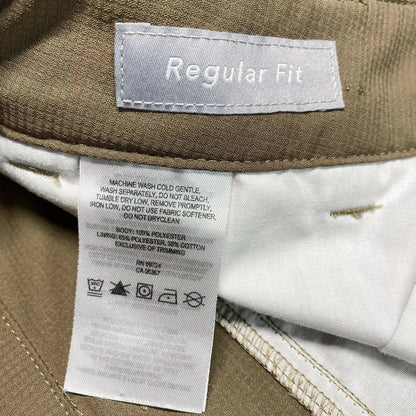 Regular Fit
MACHINE WASH COLD GENTLE,
WASH SEPARATELY, DO NOT BLEACH,
TUMBLE DRY LOW, REMOVE PROMPTLY,
IRON LOW, DO NOT USE FABRIC SOFTENER,
DO NOT DRYCLEAN
BODY: 100% POLYESTER
LINING: 65% POLYESTER, 35% COTTON
EXCLUSIVE OF TRIMMING
RN 69724
CA 05367